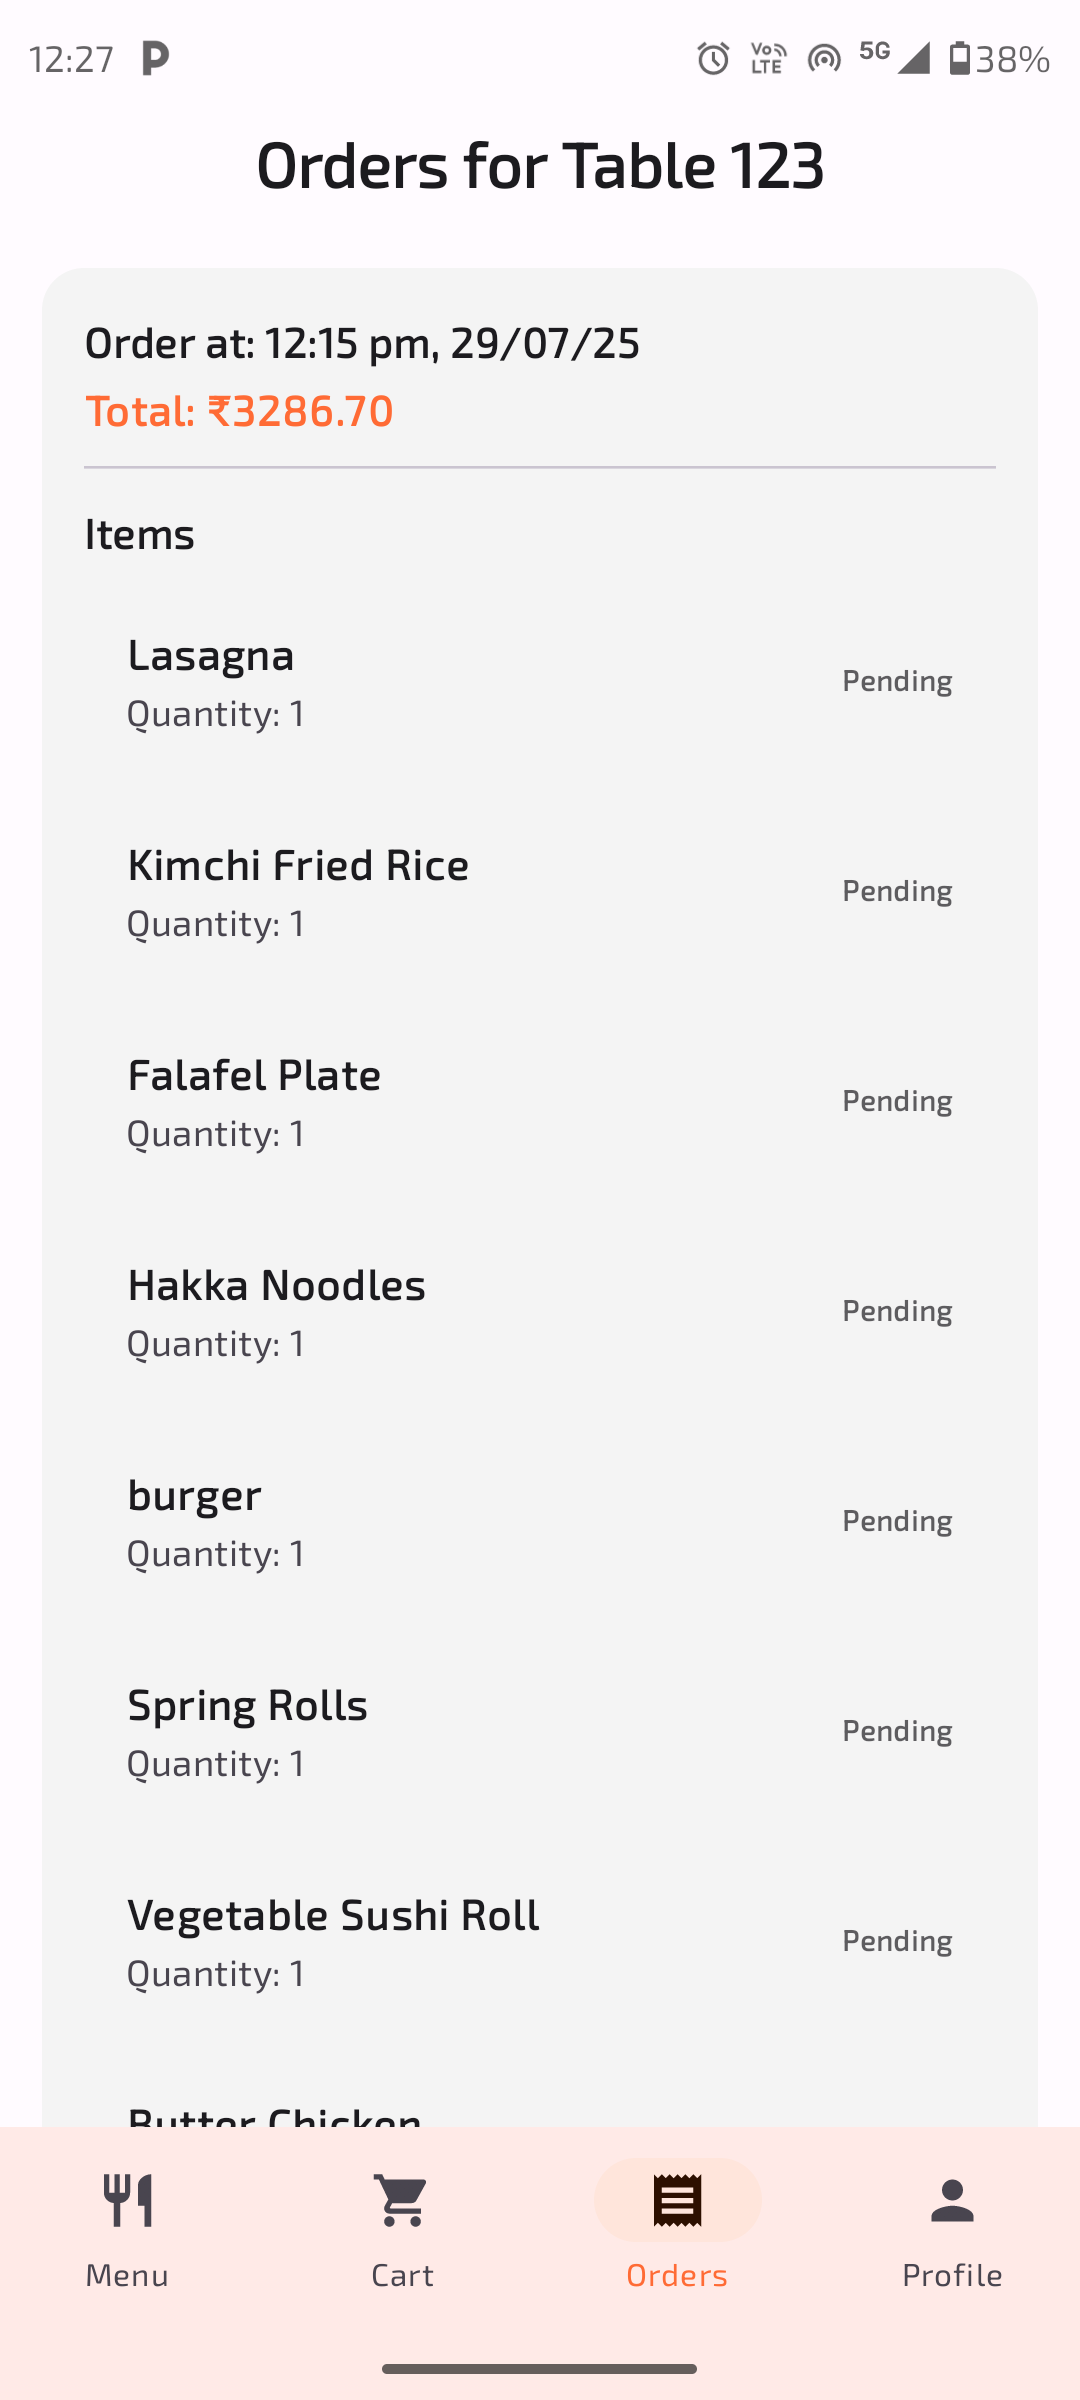 12:27
Vo LTE 5G 38%
Orders for Table 123
Order at: 12:15 pm, 29/07/25
Total: ₹3286.70
Items
Lasagna
Quantity: 1
Pending
Kimchi Fried Rice
Quantity: 1
Pending
Falafel Plate
Quantity: 1
Pending
Hakka Noodles
Quantity: 1
Pending
burger
Quantity: 1
Pending
Spring Rolls
Quantity: 1
Pending
Vegetable Sushi Roll
Quantity: 1
Pending
Butter Chicken
Menu
Cart
Orders
Profile